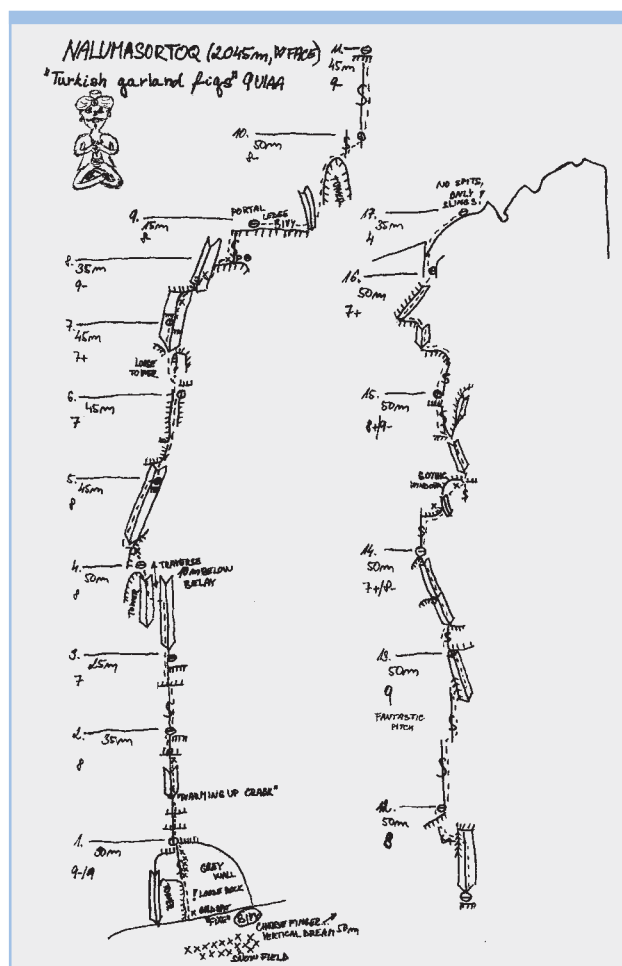 NALUMASORTOQ (2045m, W FACE)
"Turkish garland figs" 9 UIAA
11.
45m
9-
10.
50m
8-
TOWER
9.
15m
8-
PORTAL
LEDGE
BIVY
8.
35m
9-
7.
45m
7+
LOOSE
TOWER
6.
45m
7
5.
45m
8
4.
50m
8
TRAVERSE
10m BELOW
BELAY
TOWER
3.
25m
7
2.
35m
8
"WARMING UP CRACK"
1.
30m
GREY
WALL
! LOOSE ROCK
BIVY
VERTICAL DREAM 50m
SNOW FIELD
NO SPITS,
ONLY
SLINGS!
17.
35m
4
16.
50m
7+
15.
50m
8+/9-
GOTHIC
WINDOW
14.
50m
7+/8-
13.
50m
9
FANTASTIC
PITCH
12.
50m
8